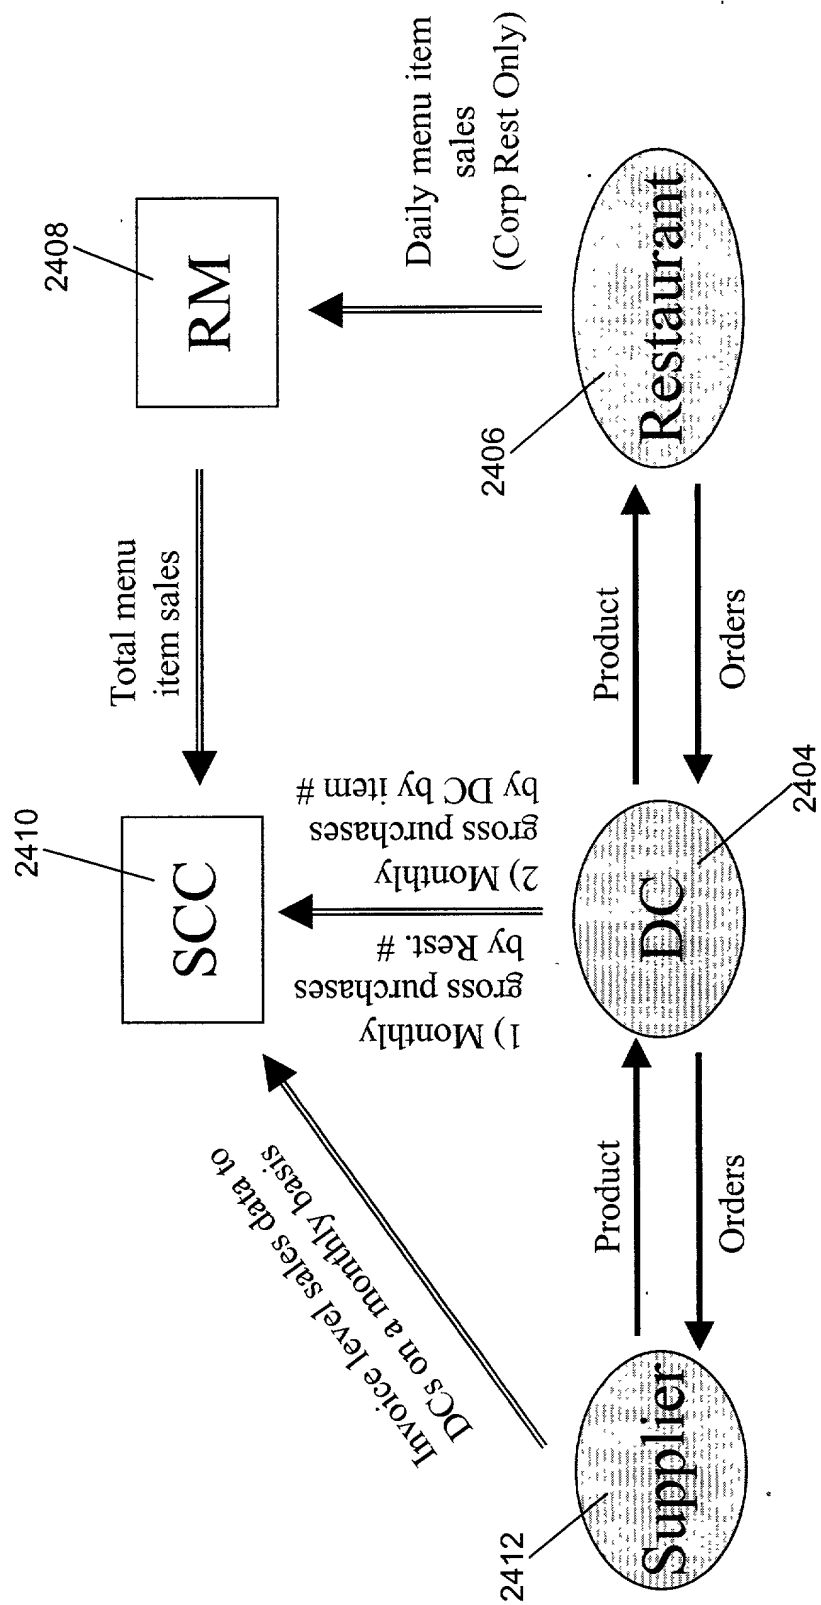 2410
SCC
Total menu
item sales
2408
RM
Invoice level sales data to
DCs on a monthly basis
1) Monthly
gross purchases
by Rest. #
2) Monthly
gross purchases
by DC by item #
Daily menu item
sales
(Corp Rest Only)
2412
Supplier
Product
Orders
DC
2404
Product
Orders
2406
Restaurant